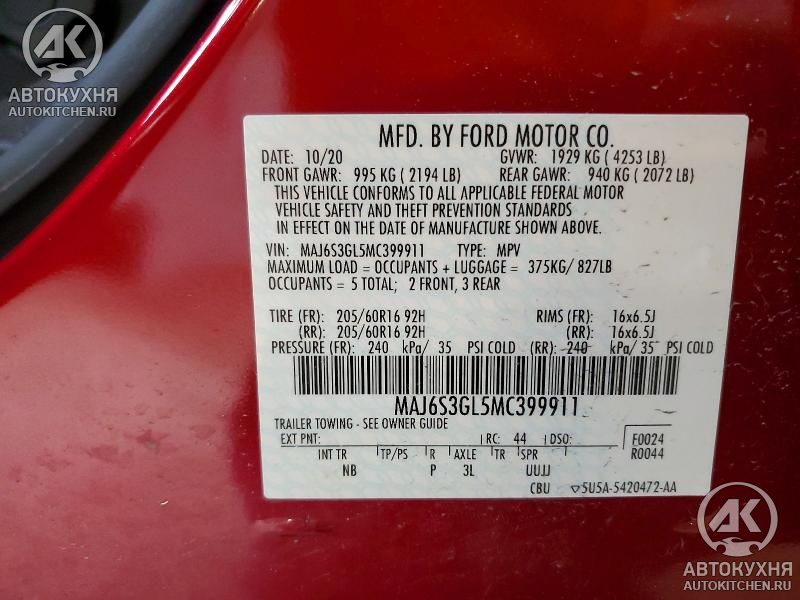 АК
АВТОКУХНЯ
AUTOKITCHEN.RU
MFD. BY FORD MOTOR CO.
DATE: 10/20 GVWR: 1929 KG ( 4253 LB)
FRONT GAWR: 995 KG ( 2194 LB) REAR GAWR: 940 KG ( 2072 LB)
THIS VEHICLE CONFORMS TO ALL APPLICABLE FEDERAL MOTOR
VEHICLE SAFETY AND THEFT PREVENTION STANDARDS
IN EFFECT ON THE DATE OF MANUFACTURE SHOWN ABOVE.
VIN: MAJ6S3GL5MC399911 TYPE: MPV
MAXIMUM LOAD = OCCUPANTS + LUGGAGE = 375KG/ 827LB
OCCUPANTS = 5 TOTAL; 2 FRONT, 3 REAR
TIRE (FR): 205/60R16 92H RIMS (FR): 16x6.5J
(RR): 205/60R16 92H (RR): 16x6.5J
PRESSURE (FR): 240 kPa/ 35 PSI COLD (RR): 240 kPa/ 35 PSI COLD
MAJ6S3GL5MC399911
TRAILER TOWING - SEE OWNER GUIDE
EXT PNT: RC: 44 DSO: F0024
INT TR TP/PS R AXLE TR SPR R0044
NB P 3L UUJJ
CBU 5U5A-5420472-AA
АК
АВТОКУХНЯ
AUTOKITCHEN.RU